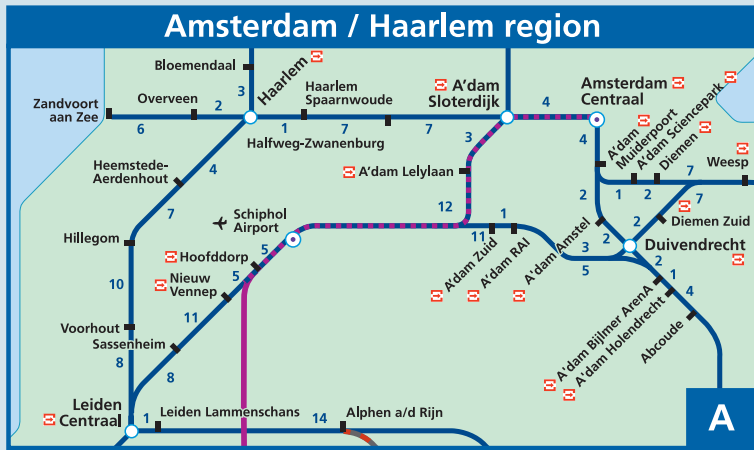 Amsterdam / Haarlem region
Bloemendaal
Haarlem
3
Zandvoort
aan Zee
Overveen
6
2
Haarlem
Spaarnwoude
1
7
7
Halfweg-Zwanenburg
A'dam
Sloterdijk
4
Amsterdam
Centraal
3
A'dam Lelylaan
12
4
A'dam
Muiderpoort
A'dam Sciencepark
Diemen
Weesp
1
2
7
7
2
2
Diemen Zuid
Duivendrecht
2
Heemstede-
Aerdenhout
4
7
Hillegom
Schiphol
Airport
10
Hoofddorp
5
5
Nieuw
Vennep
11
Voorhout
Sassenheim
8
8
11
1
A'dam Zuid
A'dam RAI
A'dam Amstel
3
5
2
1
4
A'dam Bijlmer ArenA
A'dam Holendrecht
Abcoude
Leiden
Centraal
1
Leiden Lammenschans
14
Alphen a/d Rijn
A